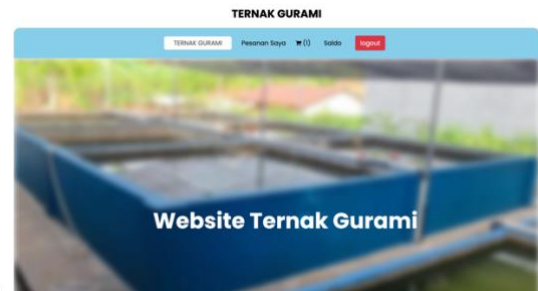 TERNAK GURAMI
TERNAK GURAMI Pesanan Saya (1) Saldo logout
Website Ternak Gurami